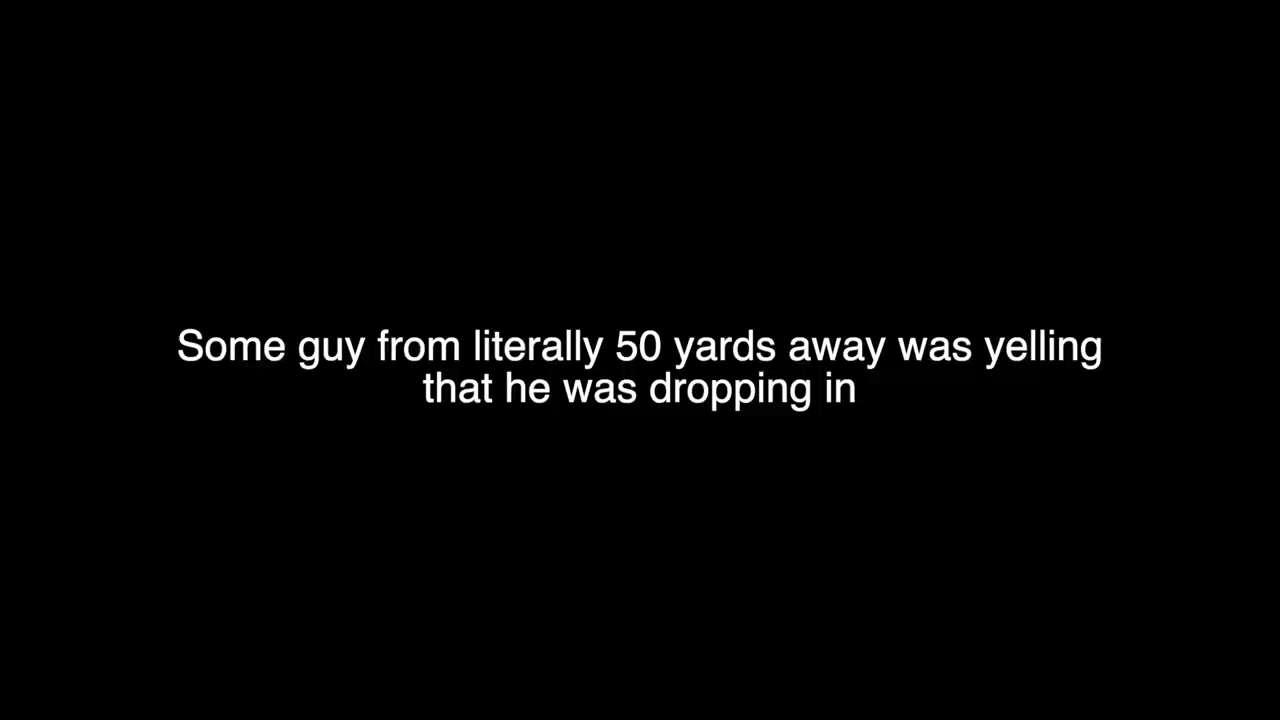 Some guy from literally 50 yards away was yelling
that he was dropping in